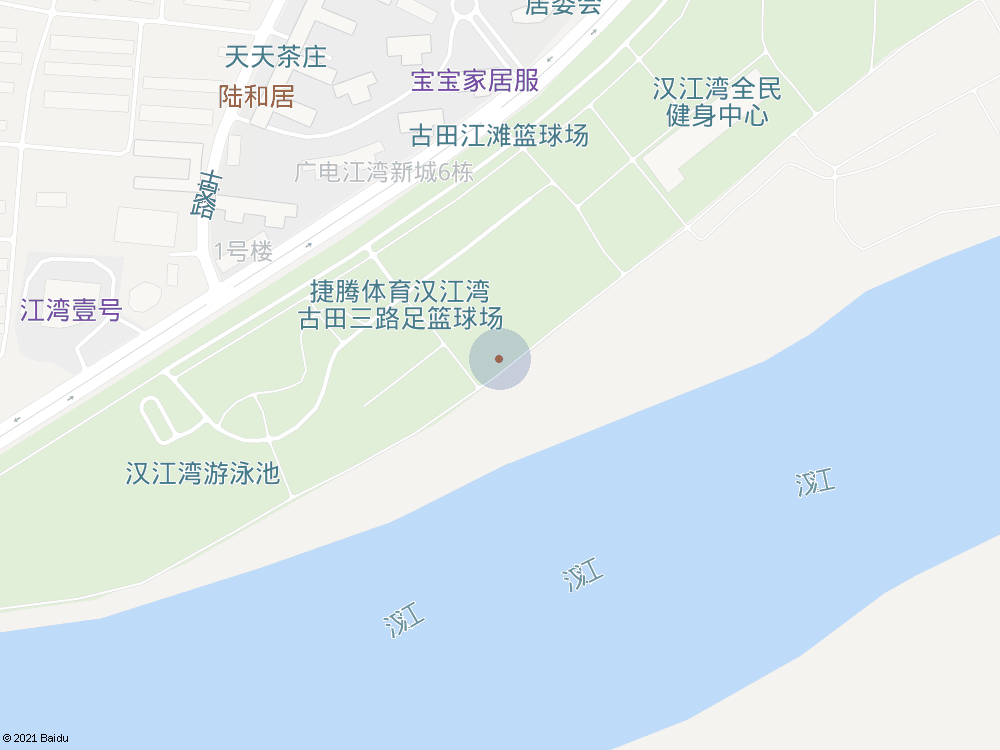 居委会
天天茶庄
宝宝家居服
陆和居
汉江湾全民
健身中心
古田江滩篮球场
广电江湾新城6栋
古路
1号楼
捷腾体育汉江湾
古田三路足篮球场
江湾壹号
汉江湾游泳池
汉江
汉江
汉江
© 2021 Baidu